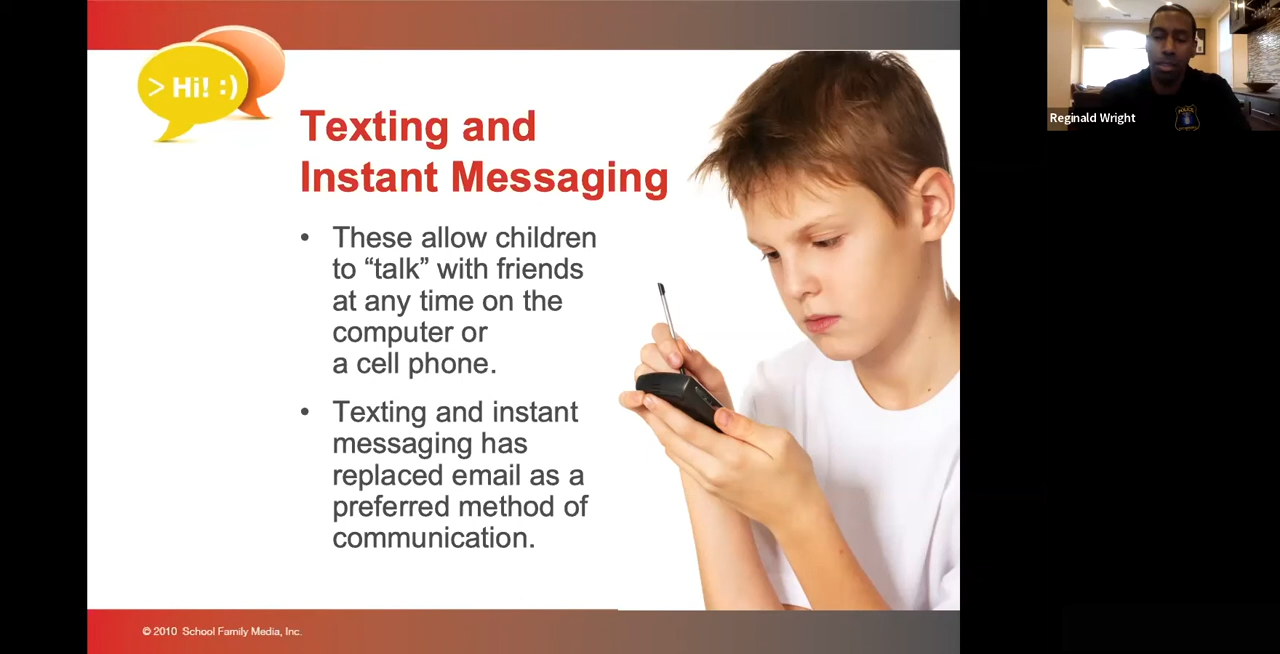 > Hi! :)
Texting and
Instant Messaging
• These allow children
to “talk” with friends
at any time on the
computer or
a cell phone.
• Texting and instant
messaging has
replaced email as a
preferred method of
communication.
© 2010 School Family Media, Inc.
Reginald Wright